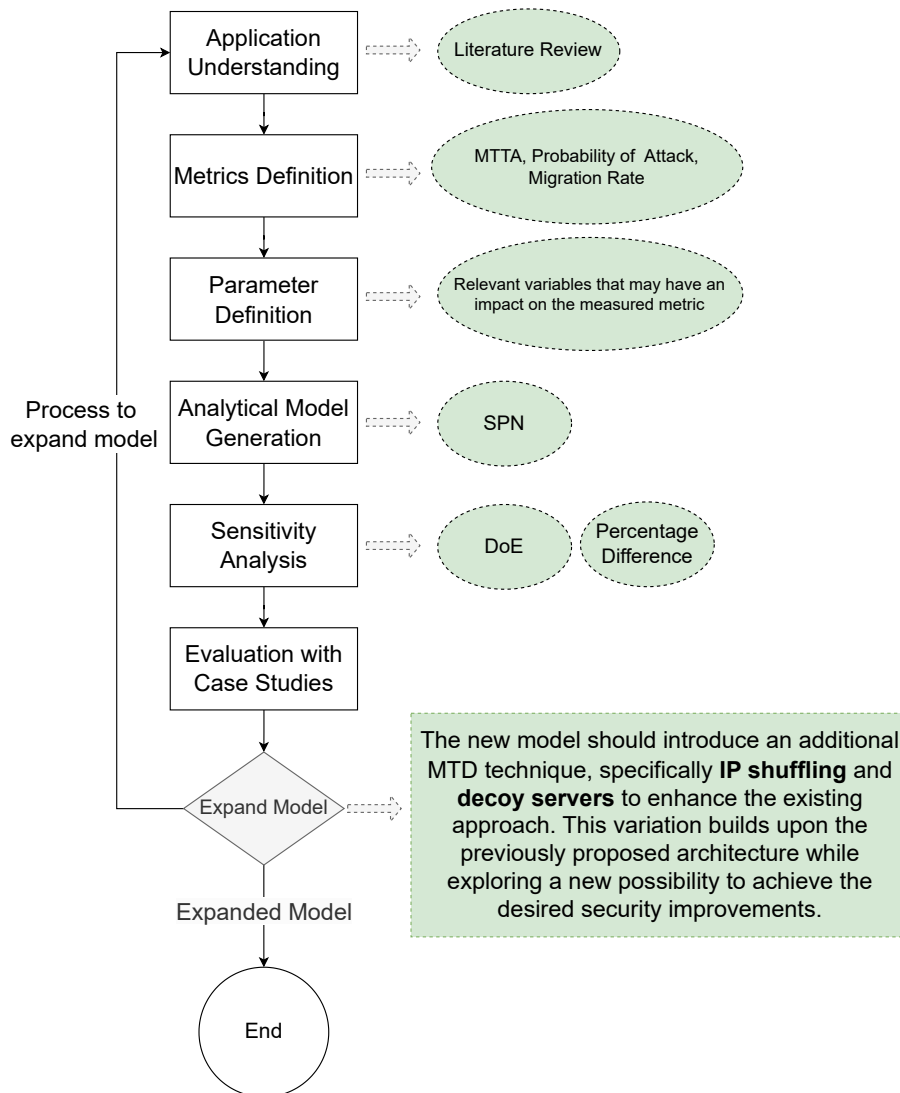 Application
Understanding
Literature Review
Metrics Definition
MTTA, Probability of Attack,
Migration Rate
Parameter
Definition
Relevant variables that may have an
impact on the measured metric
Process to
expand model
Analytical Model
Generation
SPN
Sensitivity
Analysis
DoE
Percentage
Difference
Evaluation with
Case Studies
Expand Model
The new model should introduce an additional
MTD technique, specifically IP shuffling and
decoy servers to enhance the existing
approach. This variation builds upon the
previously proposed architecture while
exploring a new possibility to achieve the
desired security improvements.
Expanded Model
End